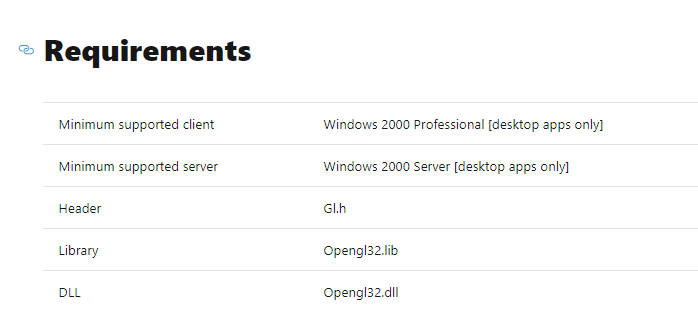 Requirements
Minimum supported client Windows 2000 Professional [desktop apps only]
Minimum supported server Windows 2000 Server [desktop apps only]
Header Gl.h
Library Opengl32.lib
DLL Opengl32.dll